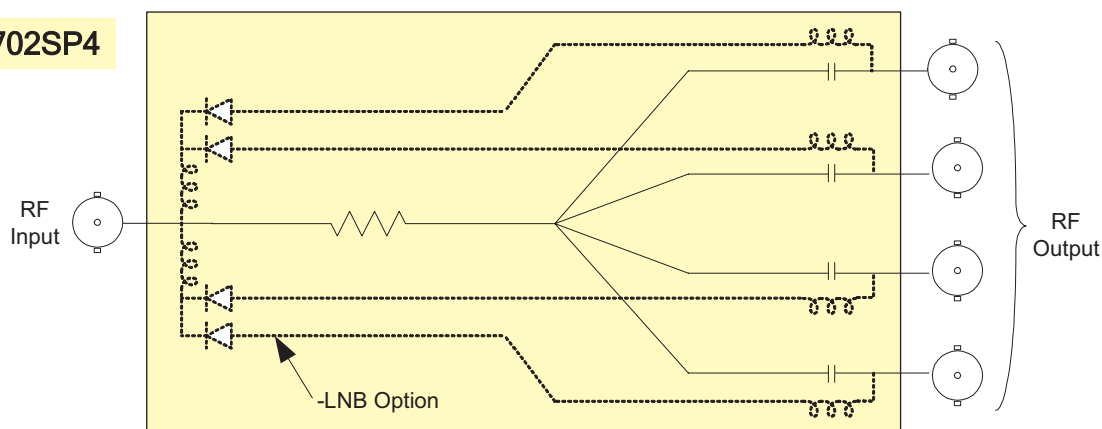 702SP4
RF
Input
-LNB Option
RF
Output